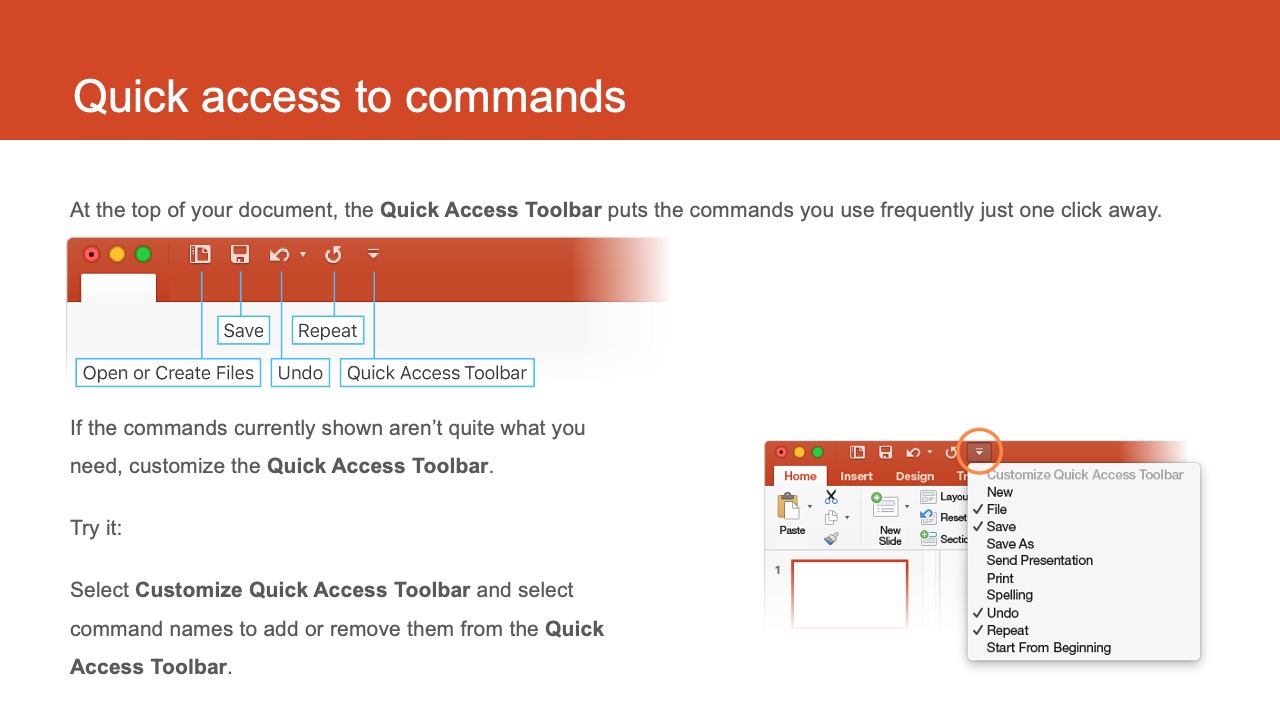 Quick access to commands
At the top of your document, the Quick Access Toolbar puts the commands you use frequently just one click away.
Save
Repeat
Open or Create Files
Undo
Quick Access Toolbar
If the commands currently shown aren’t quite what you
need, customize the Quick Access Toolbar.
Try it:
Select Customize Quick Access Toolbar and select
command names to add or remove them from the Quick
Access Toolbar.
Home Insert Design Tr
Paste
New
Slide
Layou
Reset
Sectio
1
Customize Quick Access Toolbar
New
✓ File
✓ Save
Save As
Send Presentation
Print
Spelling
✓ Undo
✓ Repeat
Start From Beginning